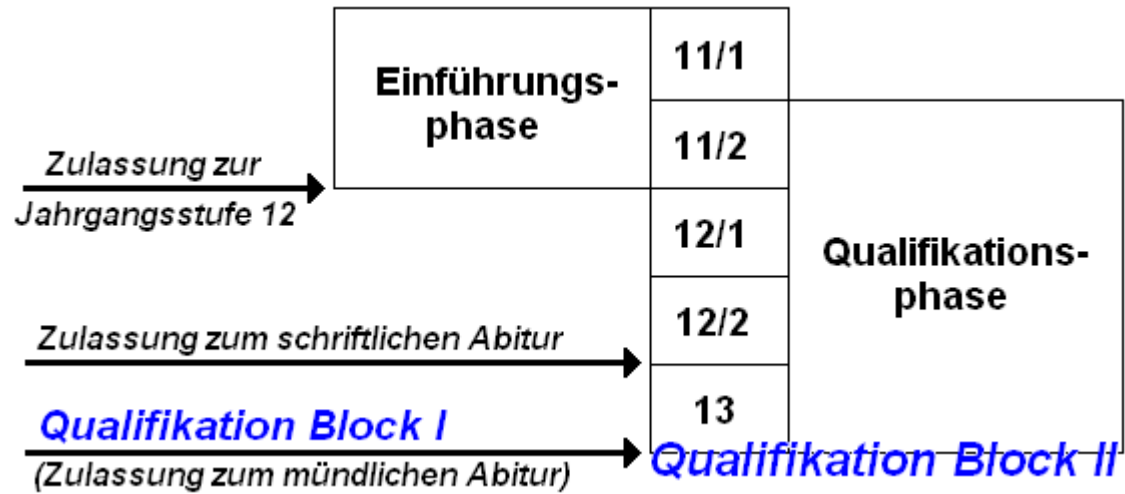 Einführungs-
phase
11/1
11/2
12/1
12/2
13
Qualifikations-
phase
Zulassung zur
Jahrgangsstufe 12
Zulassung zum schriftlichen Abitur
Qualifikation Block I
(Zulassung zum mündlichen Abitur)
Qualifikation Block II